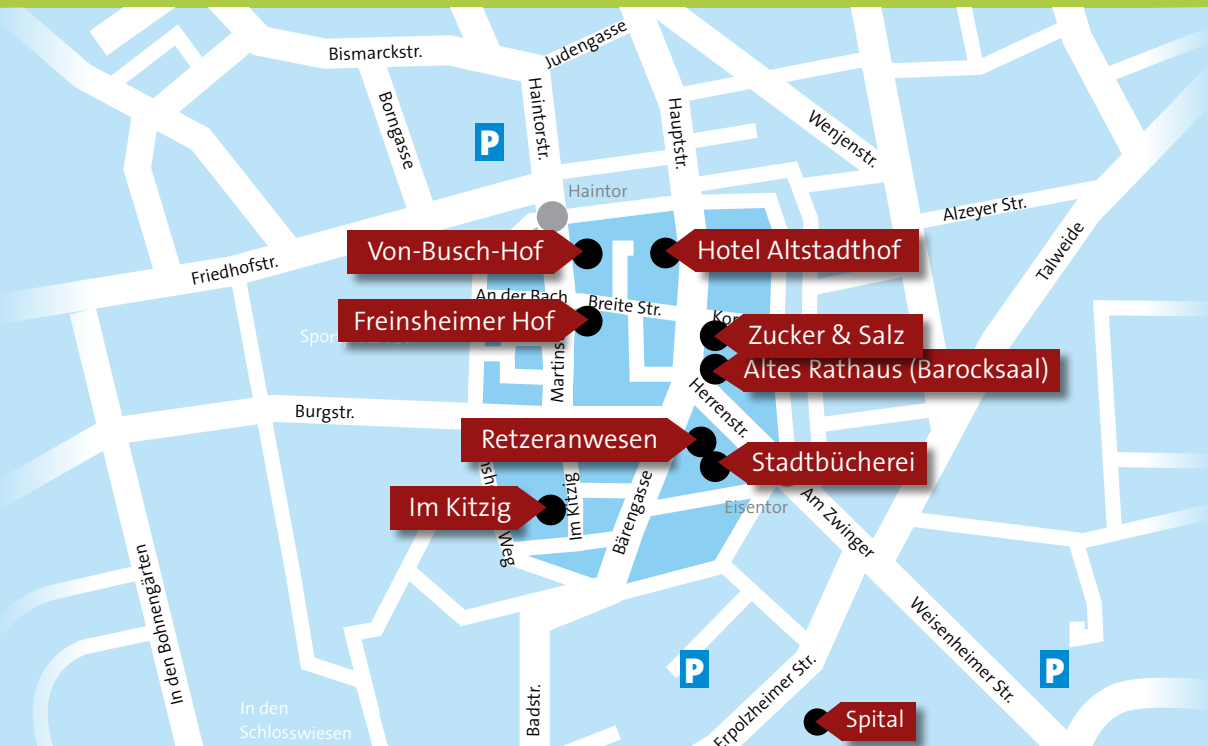 Bismarckstr.
Judengasse
Borngasse
Haintorstr.
Hauptstr.
Wenjenstr.
P
Haintor
Alzeyer Str.
Talweide
Von-Busch-Hof
Hotel Altstadthof
Friedhofstr.
An der Bach
Breite Str.
Freinsheimer Hof
Zucker & Salz
Altes Rathaus (Barocksaal)
Herrenstr.
Burgstr.
Retzeranwesen
Stadtbücherei
Im Kitzig
Im Kitzig
Weg
Bärengasse
Eisentor
Am Zwinger
In den Bohnengärten
Weisenheimer Str.
P
P
Erpolzheimer Str.
Badstr.
In den
Schlosswiesen
Spital